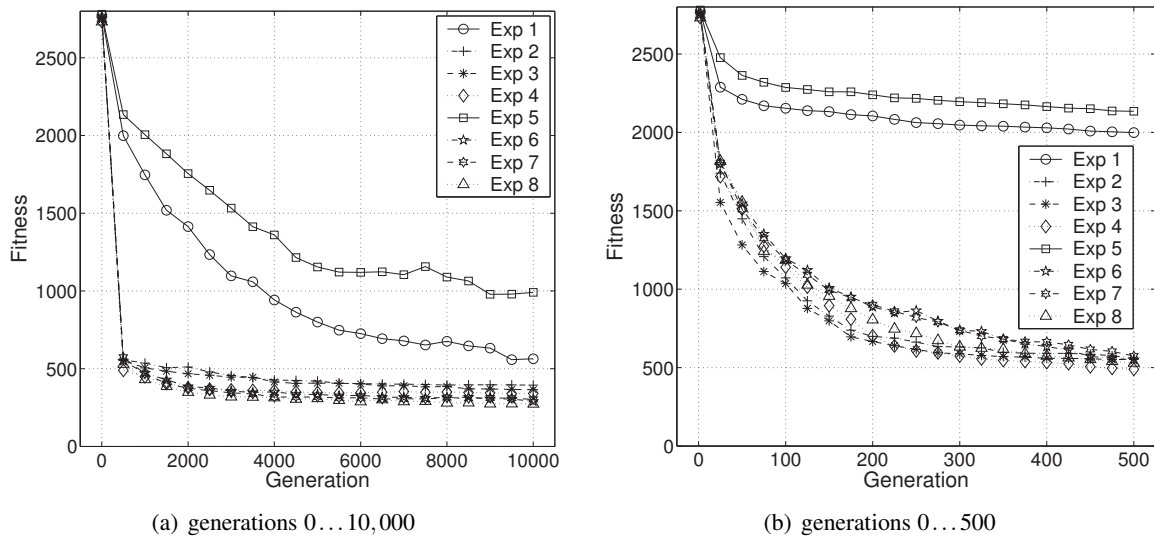 2500
2000
1500
1000
500
0
Fitness
0
2000
4000
6000
8000
10000
Generation
Exp 1
Exp 2
Exp 3
Exp 4
Exp 5
Exp 6
Exp 7
Exp 8
(a) generations 0...10,000
2500
2000
1500
1000
500
0
Fitness
0
100
200
300
400
500
Generation
Exp 1
Exp 2
Exp 3
Exp 4
Exp 5
Exp 6
Exp 7
Exp 8
(b) generations 0...500